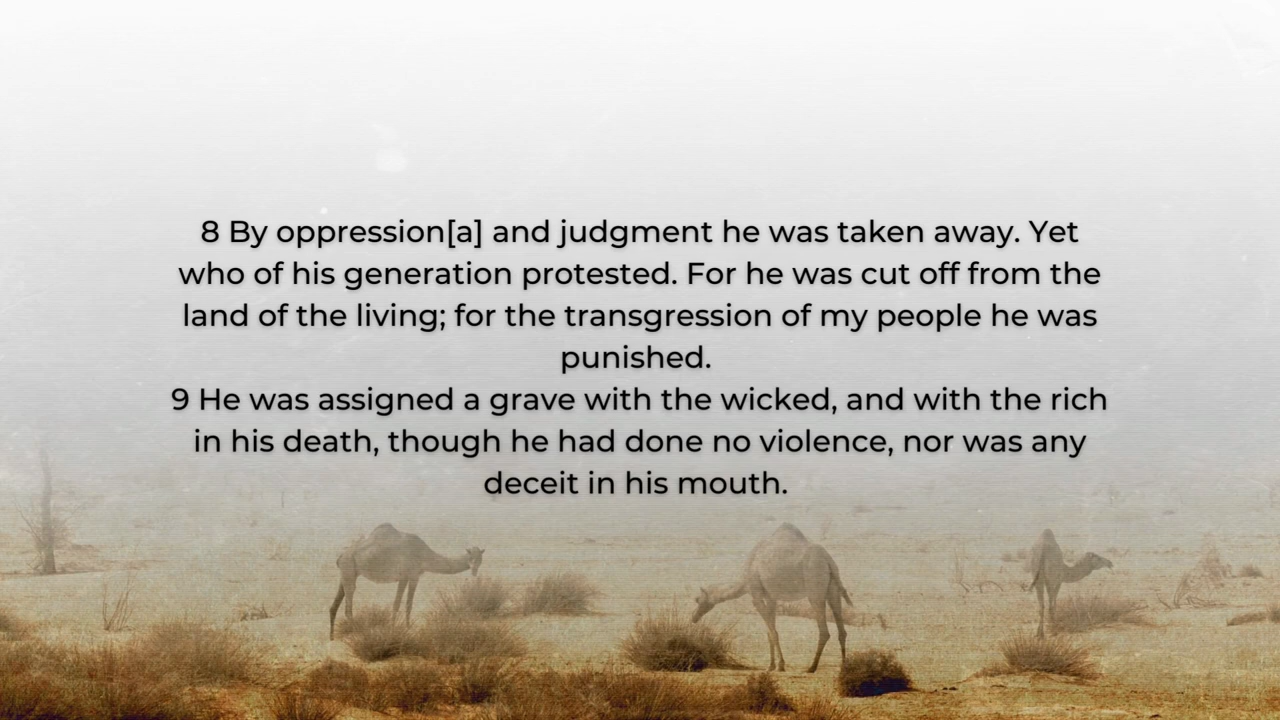 8 By oppression[a] and judgment he was taken away. Yet
who of his generation protested. For he was cut off from the
land of the living; for the transgression of my people he was
punished.
9 He was assigned a grave with the wicked, and with the rich
in his death, though he had done no violence, nor was any
deceit in his mouth.